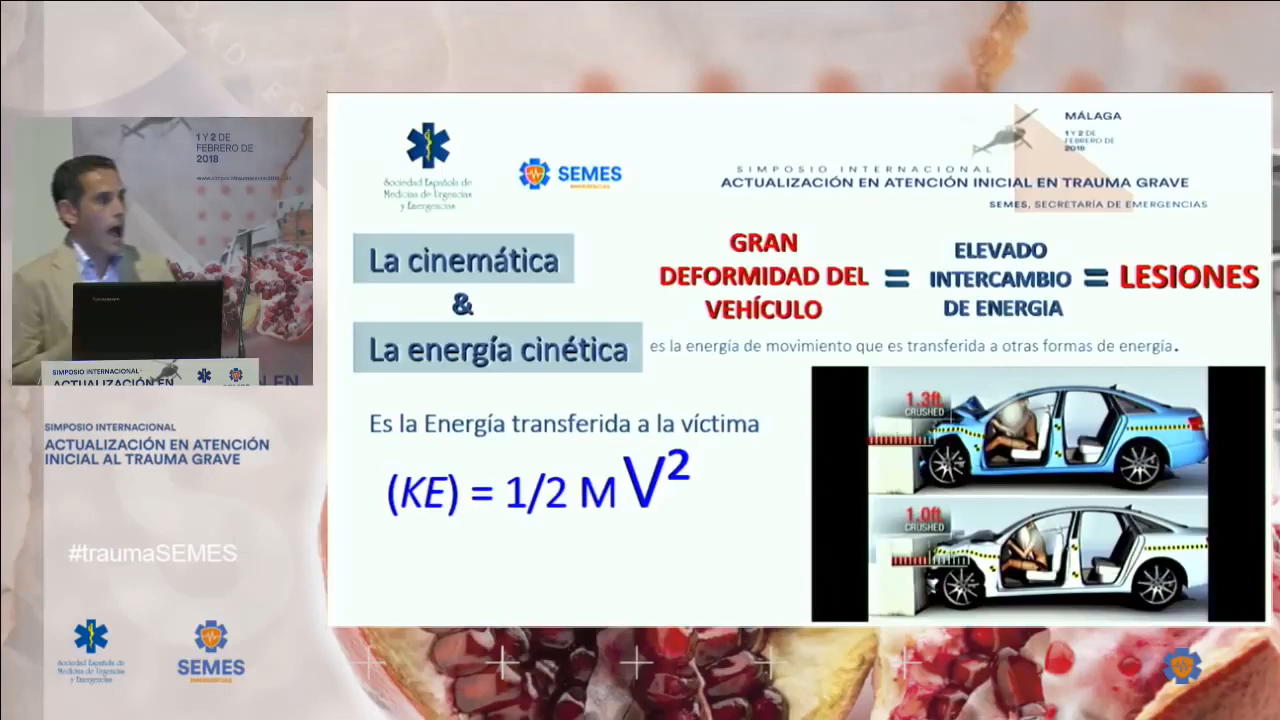 1 Y 2 DE
FEBRERO DE
2018
SIMPOSIO INTERNACIONAL
ACTUALIZACIÓN EN
EN
SIMPOSIO INTERNACIONAL
ACTUALIZACIÓN EN ATENCIÓN
INICIAL AL TRAUMA GRAVE
#traumaSEMES
Sociedad Española de
Medicina de Urgencias
y Emergencias
SEMES
Sociedad Española de
Medicina de Urgencias
y Emergencias
SEMES
MÁLAGA
1 Y 2 DE
FEBRERO DE
2018
SIMPOSIO INTERNACIONAL
ACTUALIZACIÓN EN ATENCIÓN INICIAL EN TRAUMA GRAVE
SEMES, SECRETARÍA DE EMERGENCIAS
La cinemática
&
La energía cinética
GRAN
DEFORMIDAD DEL
VEHÍCULO
=
ELEVADO
INTERCAMBIO
DE ENERGIA
= LESIONES
es la energía de movimiento que es transferida a otras formas de energía.
Es la Energía transferida a la víctima
(KE) = 1/2 M V²
1.3ft.
CRUSHED
1.0ft.
CRUSHED